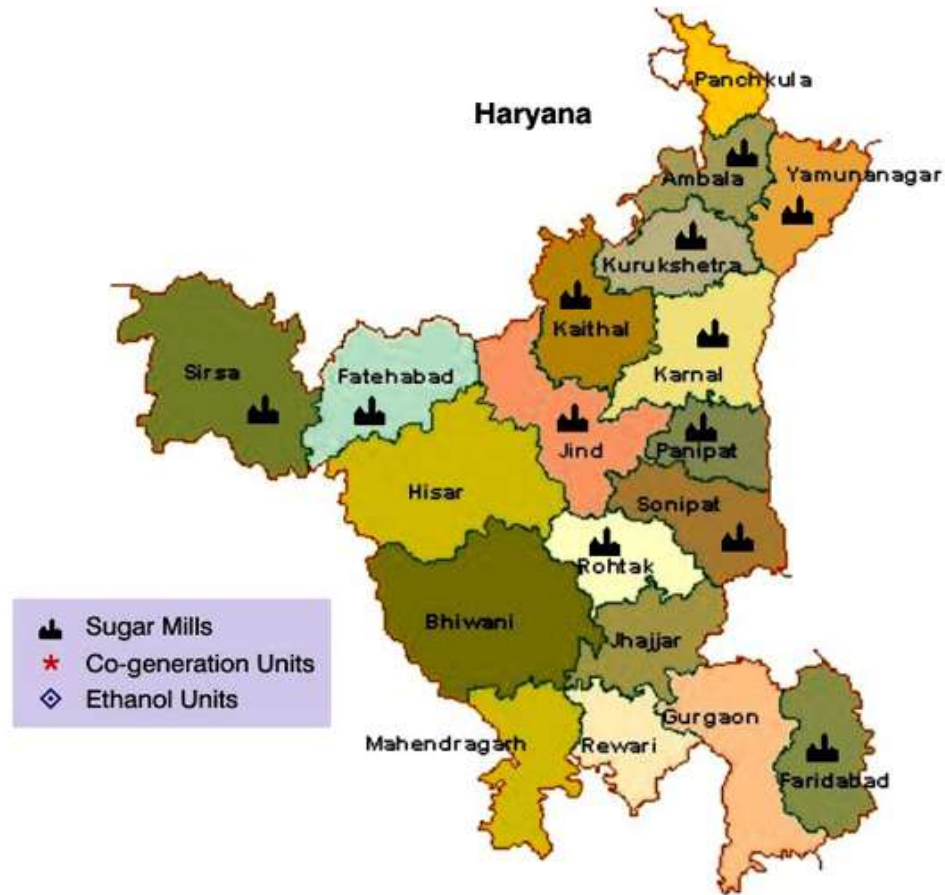 Panchkula
Haryana
Ambala
Yamunanagar
Kurukshetra
Kaithal
Sirsa
Fatehabad
Karnal
Jind
Panipat
Hisar
Sonipat
Rohtak
Bhiwani
Jhajjar
Sugar Mills
Co-generation Units
Ethanol Units
Gurgaon
Mahendragarh
Rewari
Faridabad